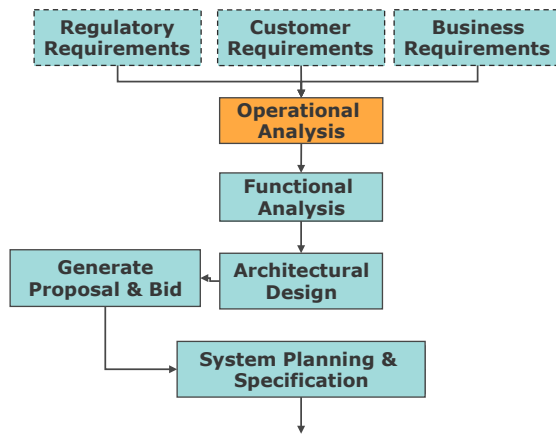 Regulatory
Requirements
Customer
Requirements
Business
Requirements
Operational
Analysis
Functional
Analysis
Generate
Proposal & Bid
Architectural
Design
System Planning &
Specification